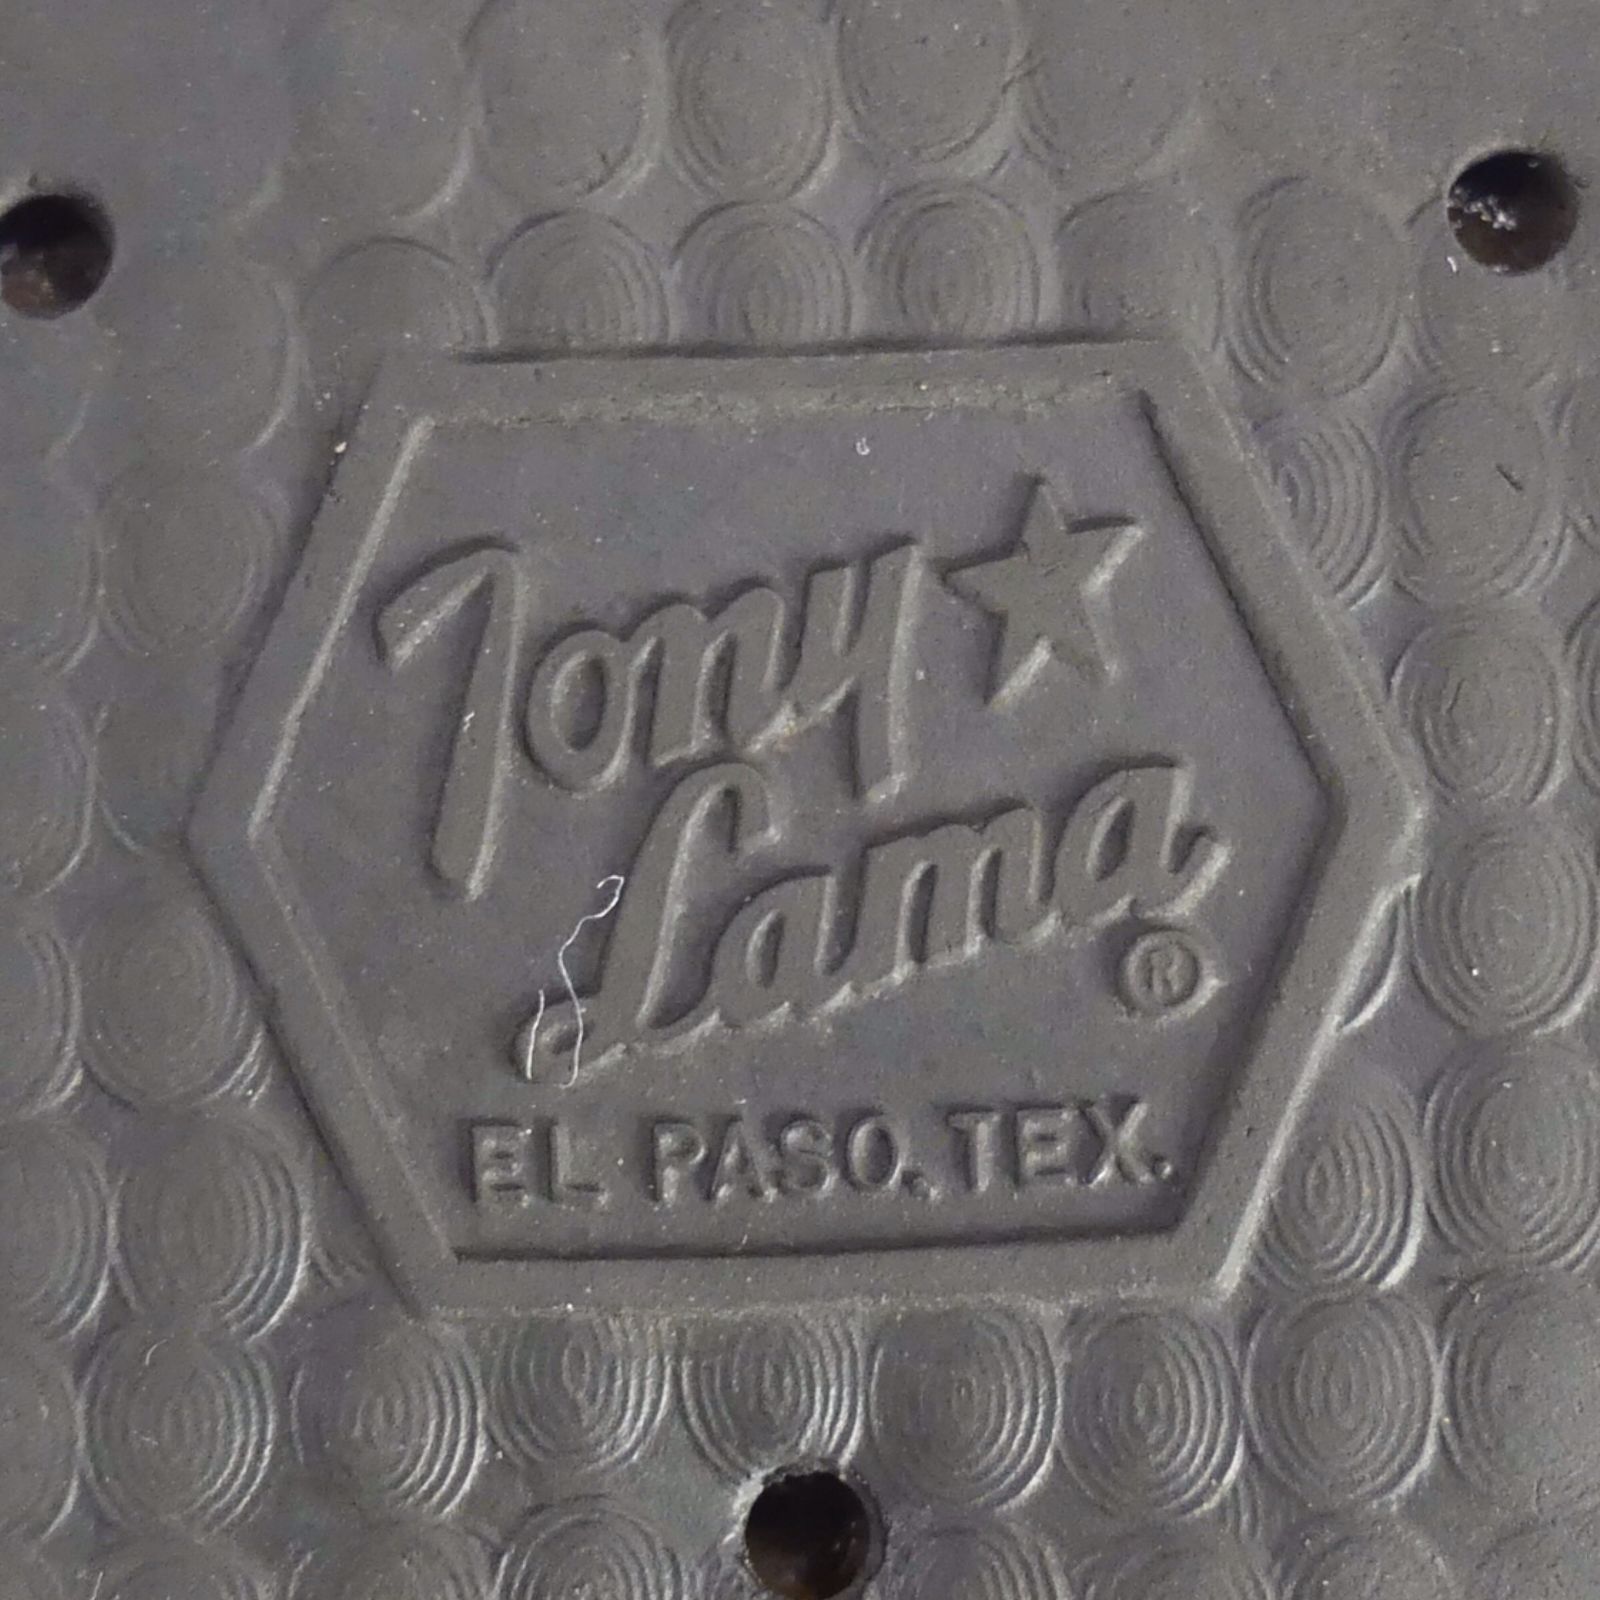 Tony
Lama
®
EL PASO. TEX.